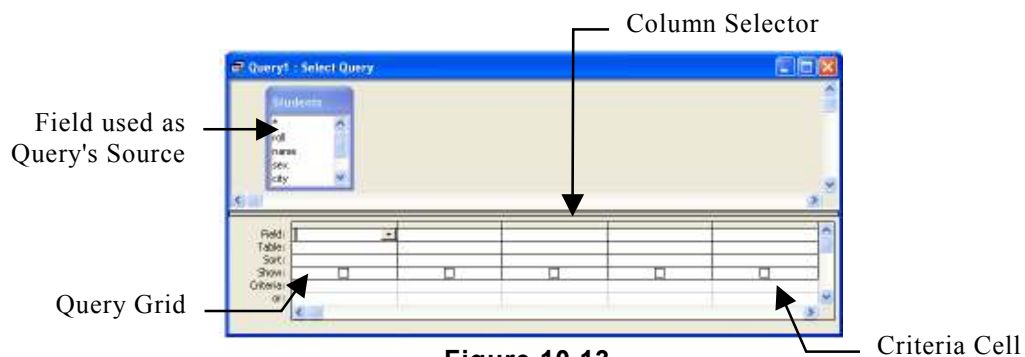 Column Selector
Query1 : Select Query
Students
*
roll
name
sex
city
Field used as
Query's Source
Field:
Table:
Sort:
Show:
Criteria:
or:
Query Grid
Criteria Cell
Figure 10.13